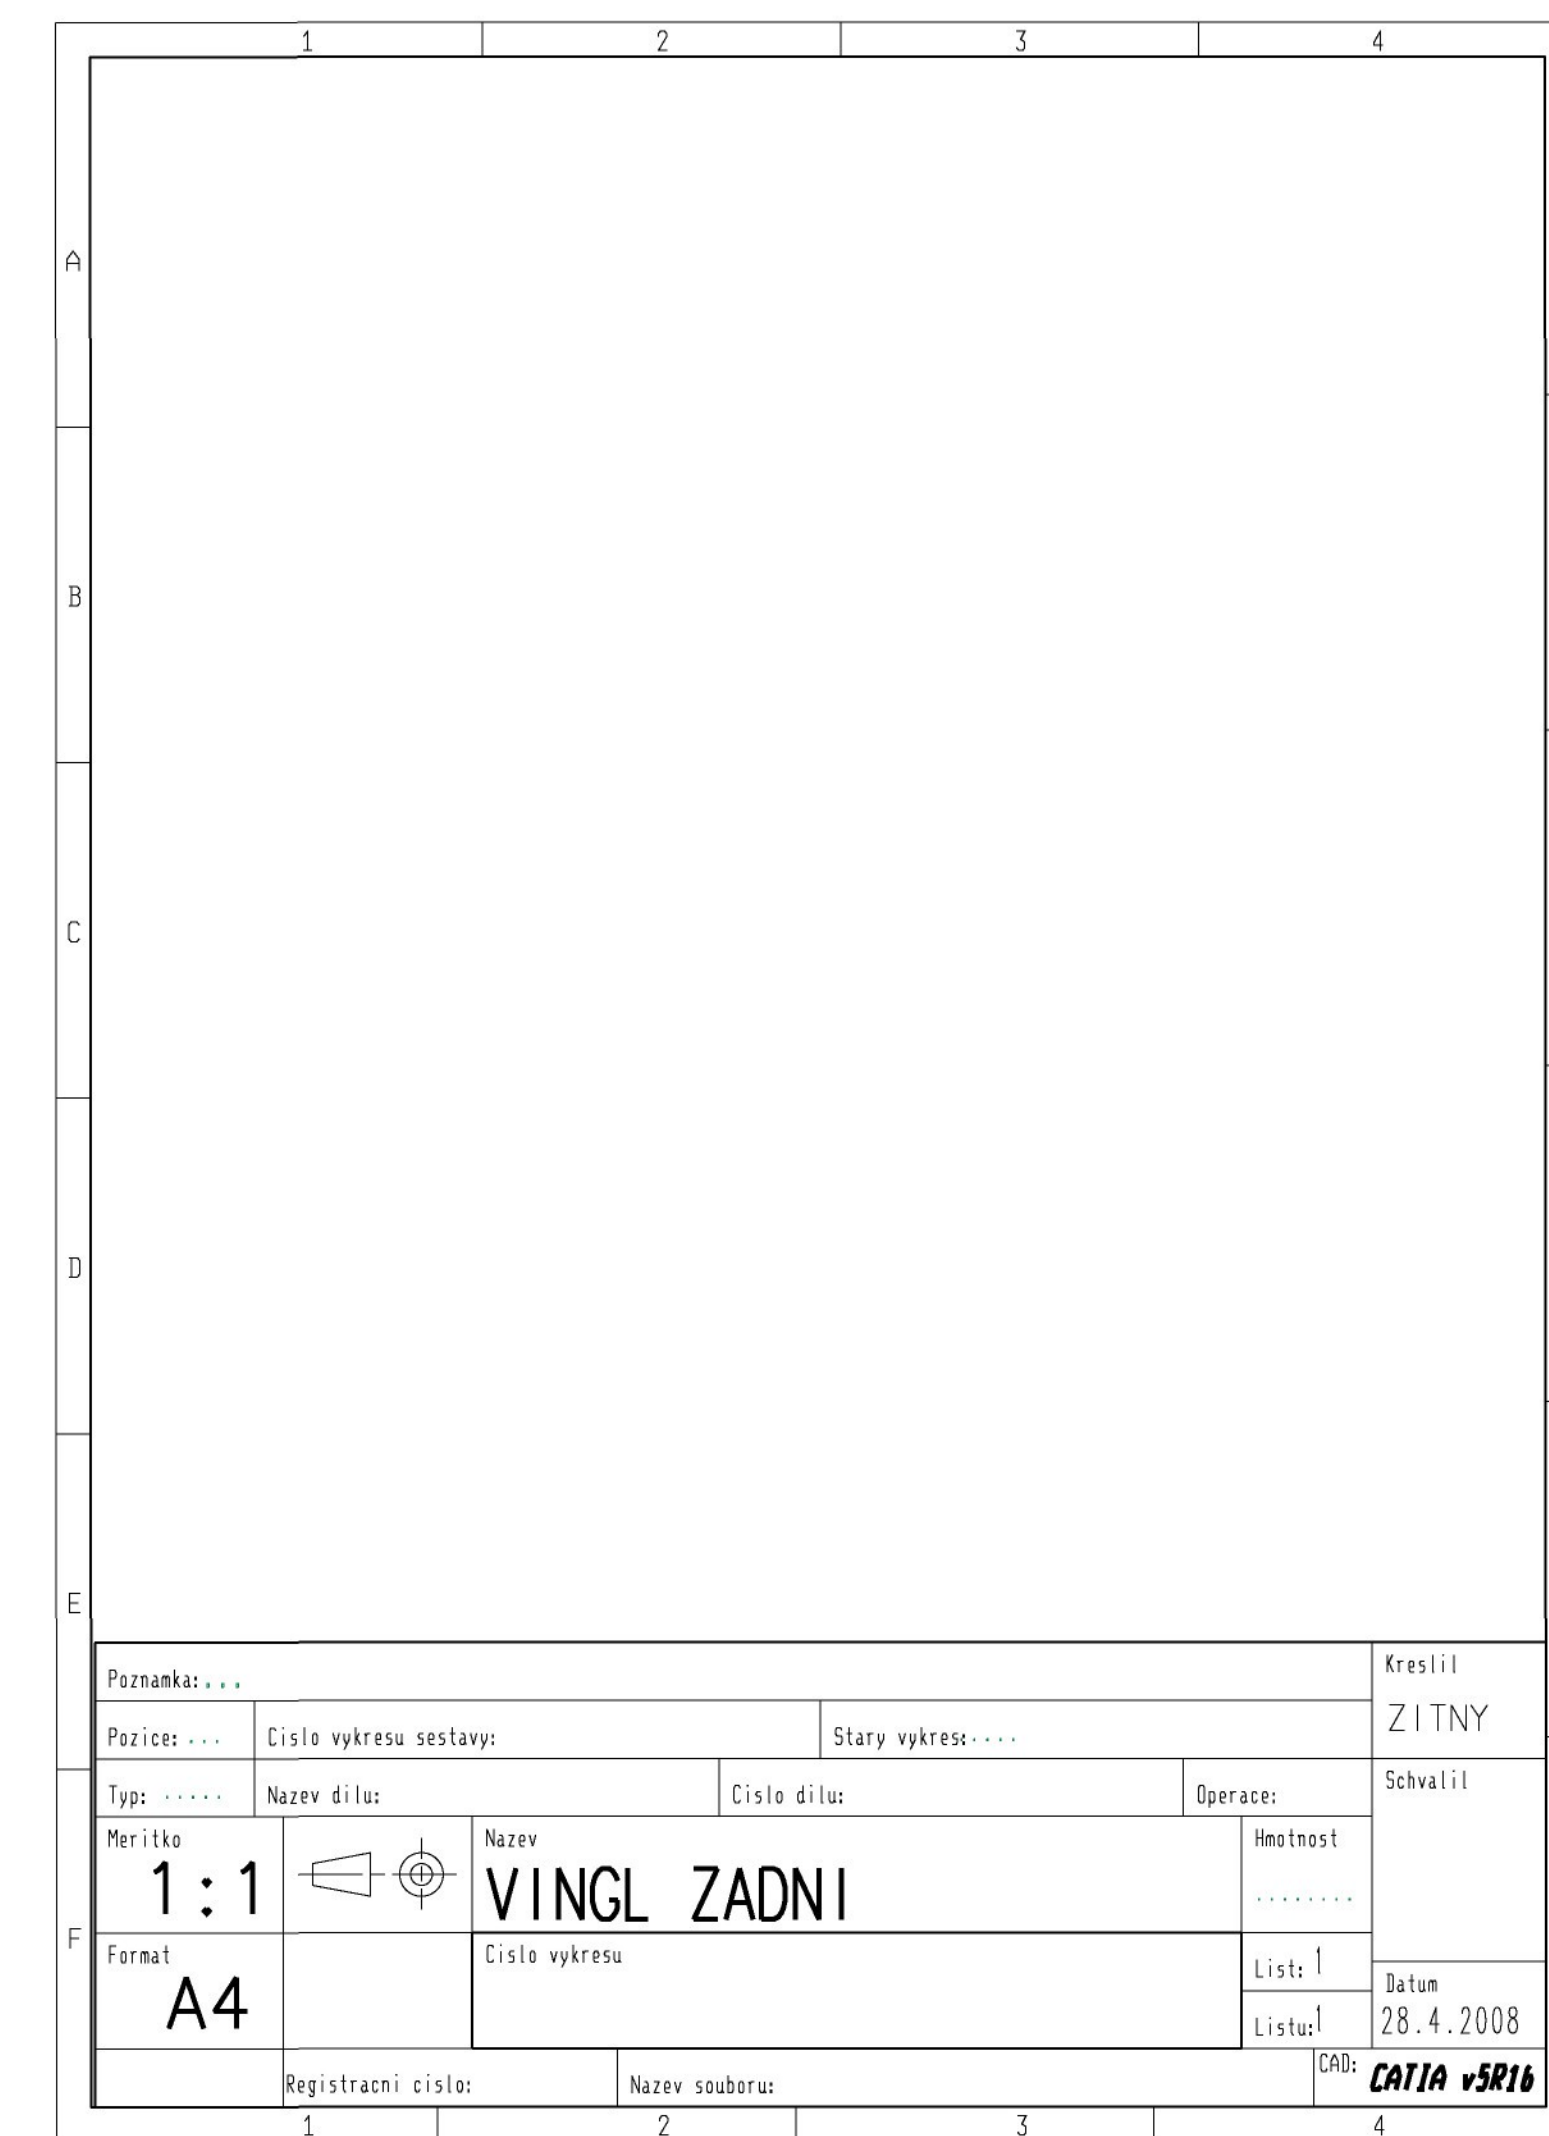 1 2 3 4
A
B
C
D
E
Poznamka:...
Kreslil
ZITNY
Pozice: ...
Cislo vykresu sestavy:
Stary vykres:....
Typ: .....
Nazev dilu:
Cislo dilu:
Operace:
Schvalil
Meritko
1:1
Nazev
VINGL ZADNI
Hmotnost
........
F
Format
A4
Cislo vykresu
List: 1
Listu:1
Datum
28.4.2008
Registracni cislo:
Nazev souboru:
CAD: CATIA v5R16
1 2 3 4